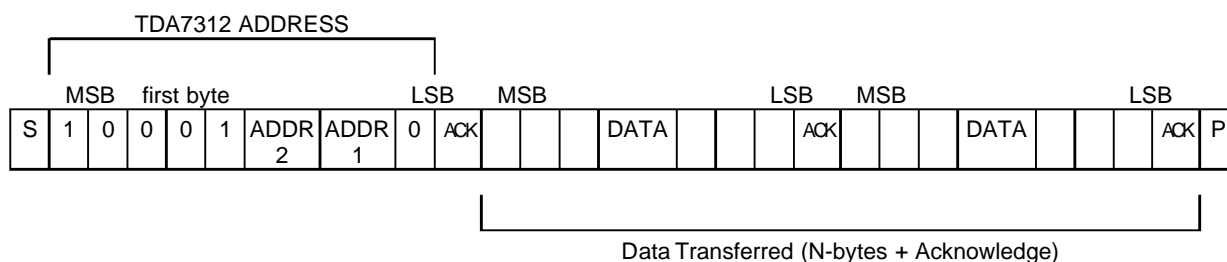 TDA7312 ADDRESS
MSB first byte LSB MSB LSB MSB LSB
S 1 0 0 0 1 ADDR ADDR 0 ACK DATA ACK DATA ACK P
2 1
Data Transferred (N-bytes + Acknowledge)